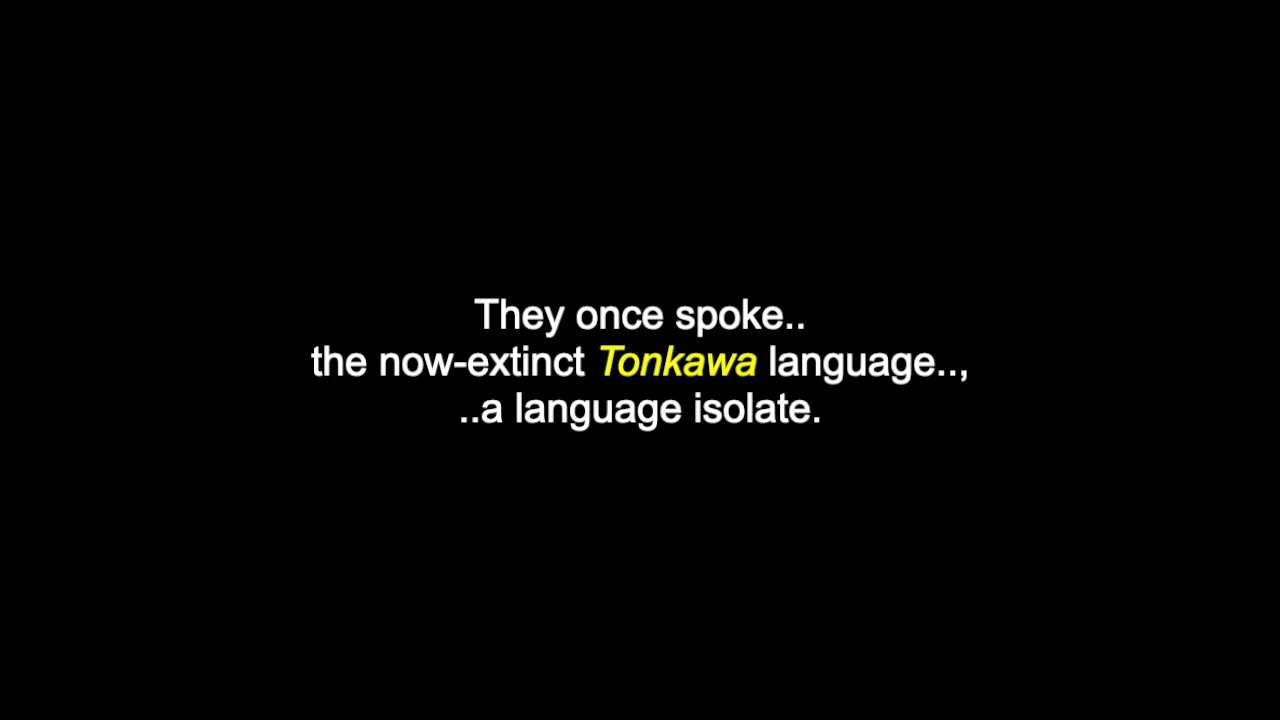 They once spoke..
the now-extinct Tonkawa language..,
..a language isolate.